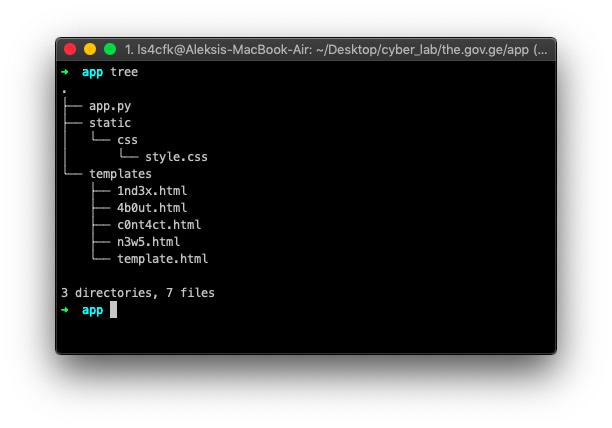 1. ls4cfk@Aleksis-MacBook-Air: ~/Desktop/cyber_lab/the.gov.ge/app (...
➜ app tree
.
├── app.py
├── static
│   └── css
│       └── style.css
└── templates
    ├── 1nd3x.html
    ├── 4b0ut.html
    ├── c0nt4ct.html
    ├── n3w5.html
    └── template.html
3 directories, 7 files
➜ app